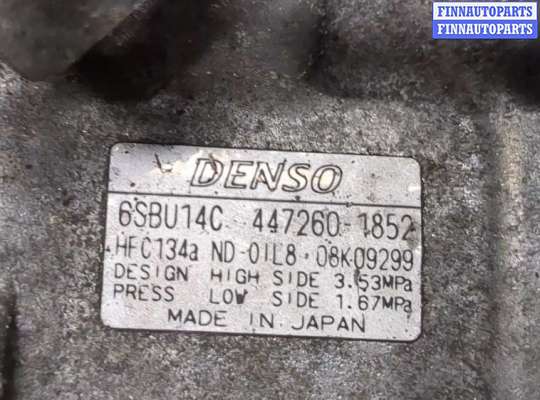 FINNAUTOPARTS
FINNAUTOPARTS
DENSO
6SBU14C 447260-1852
HFC134a ND-OIL8 08K09299
DESIGN HIGH SIDE 3.53MPa
PRESS LOW SIDE 1.67MPa
MADE IN JAPAN